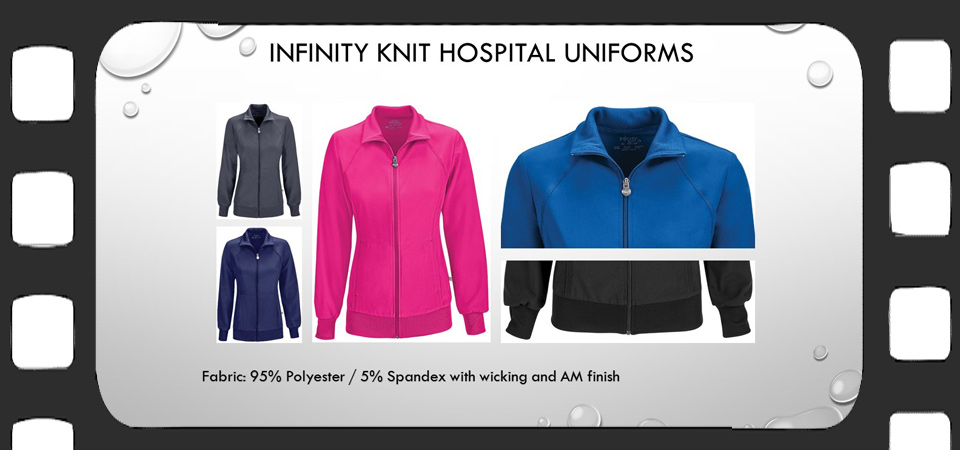 INFINITY KNIT HOSPITAL UNIFORMS
Fabric: 95% Polyester / 5% Spandex with wicking and AM finish